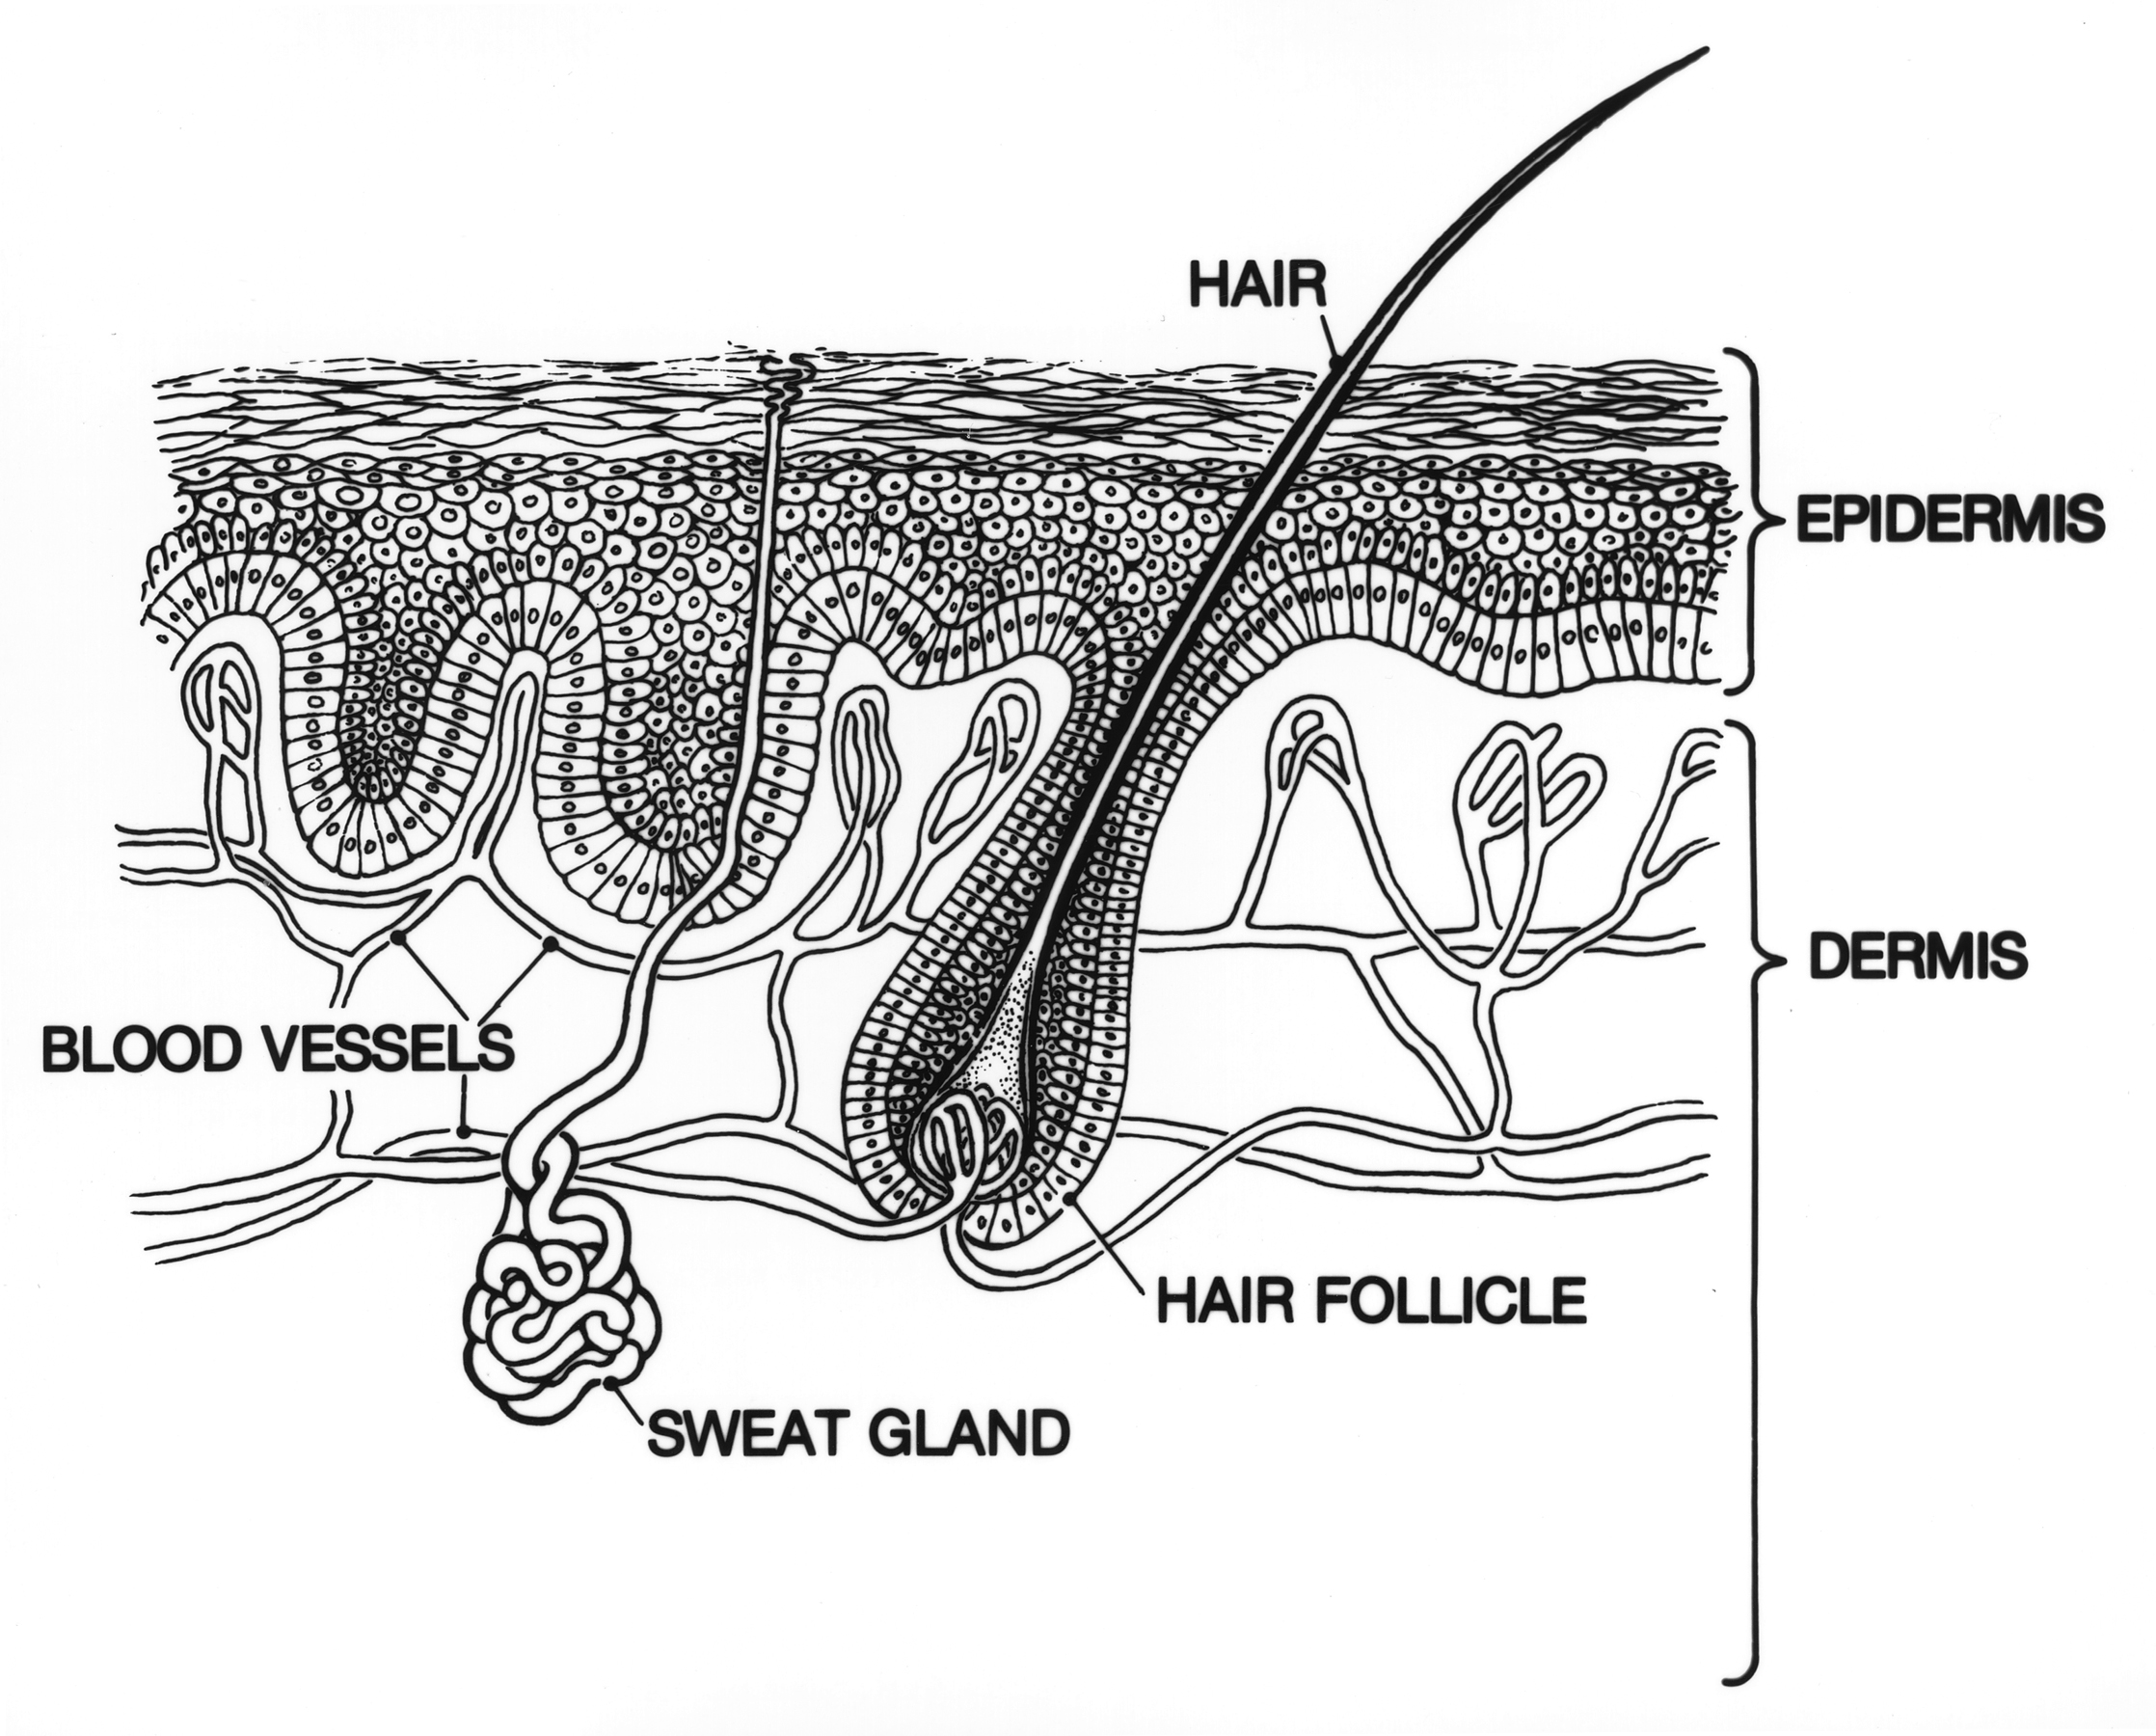 HAIR
EPIDERMIS
DERMIS
BLOOD VESSELS
HAIR FOLLICLE
SWEAT GLAND